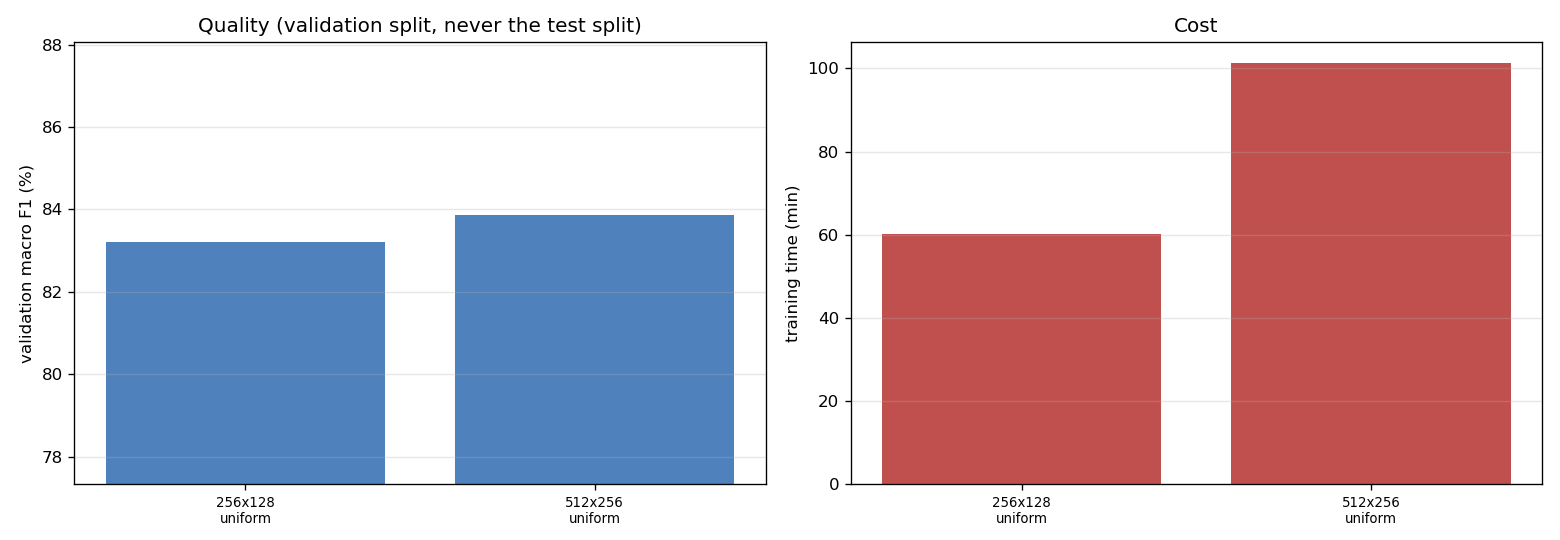 Quality (validation split, never the test split)
validation macro F1 (%)
88
86
84
82
80
78
256x128
uniform
512x256
uniform
Cost
training time (min)
100
80
60
40
20
0
256x128
uniform
512x256
uniform